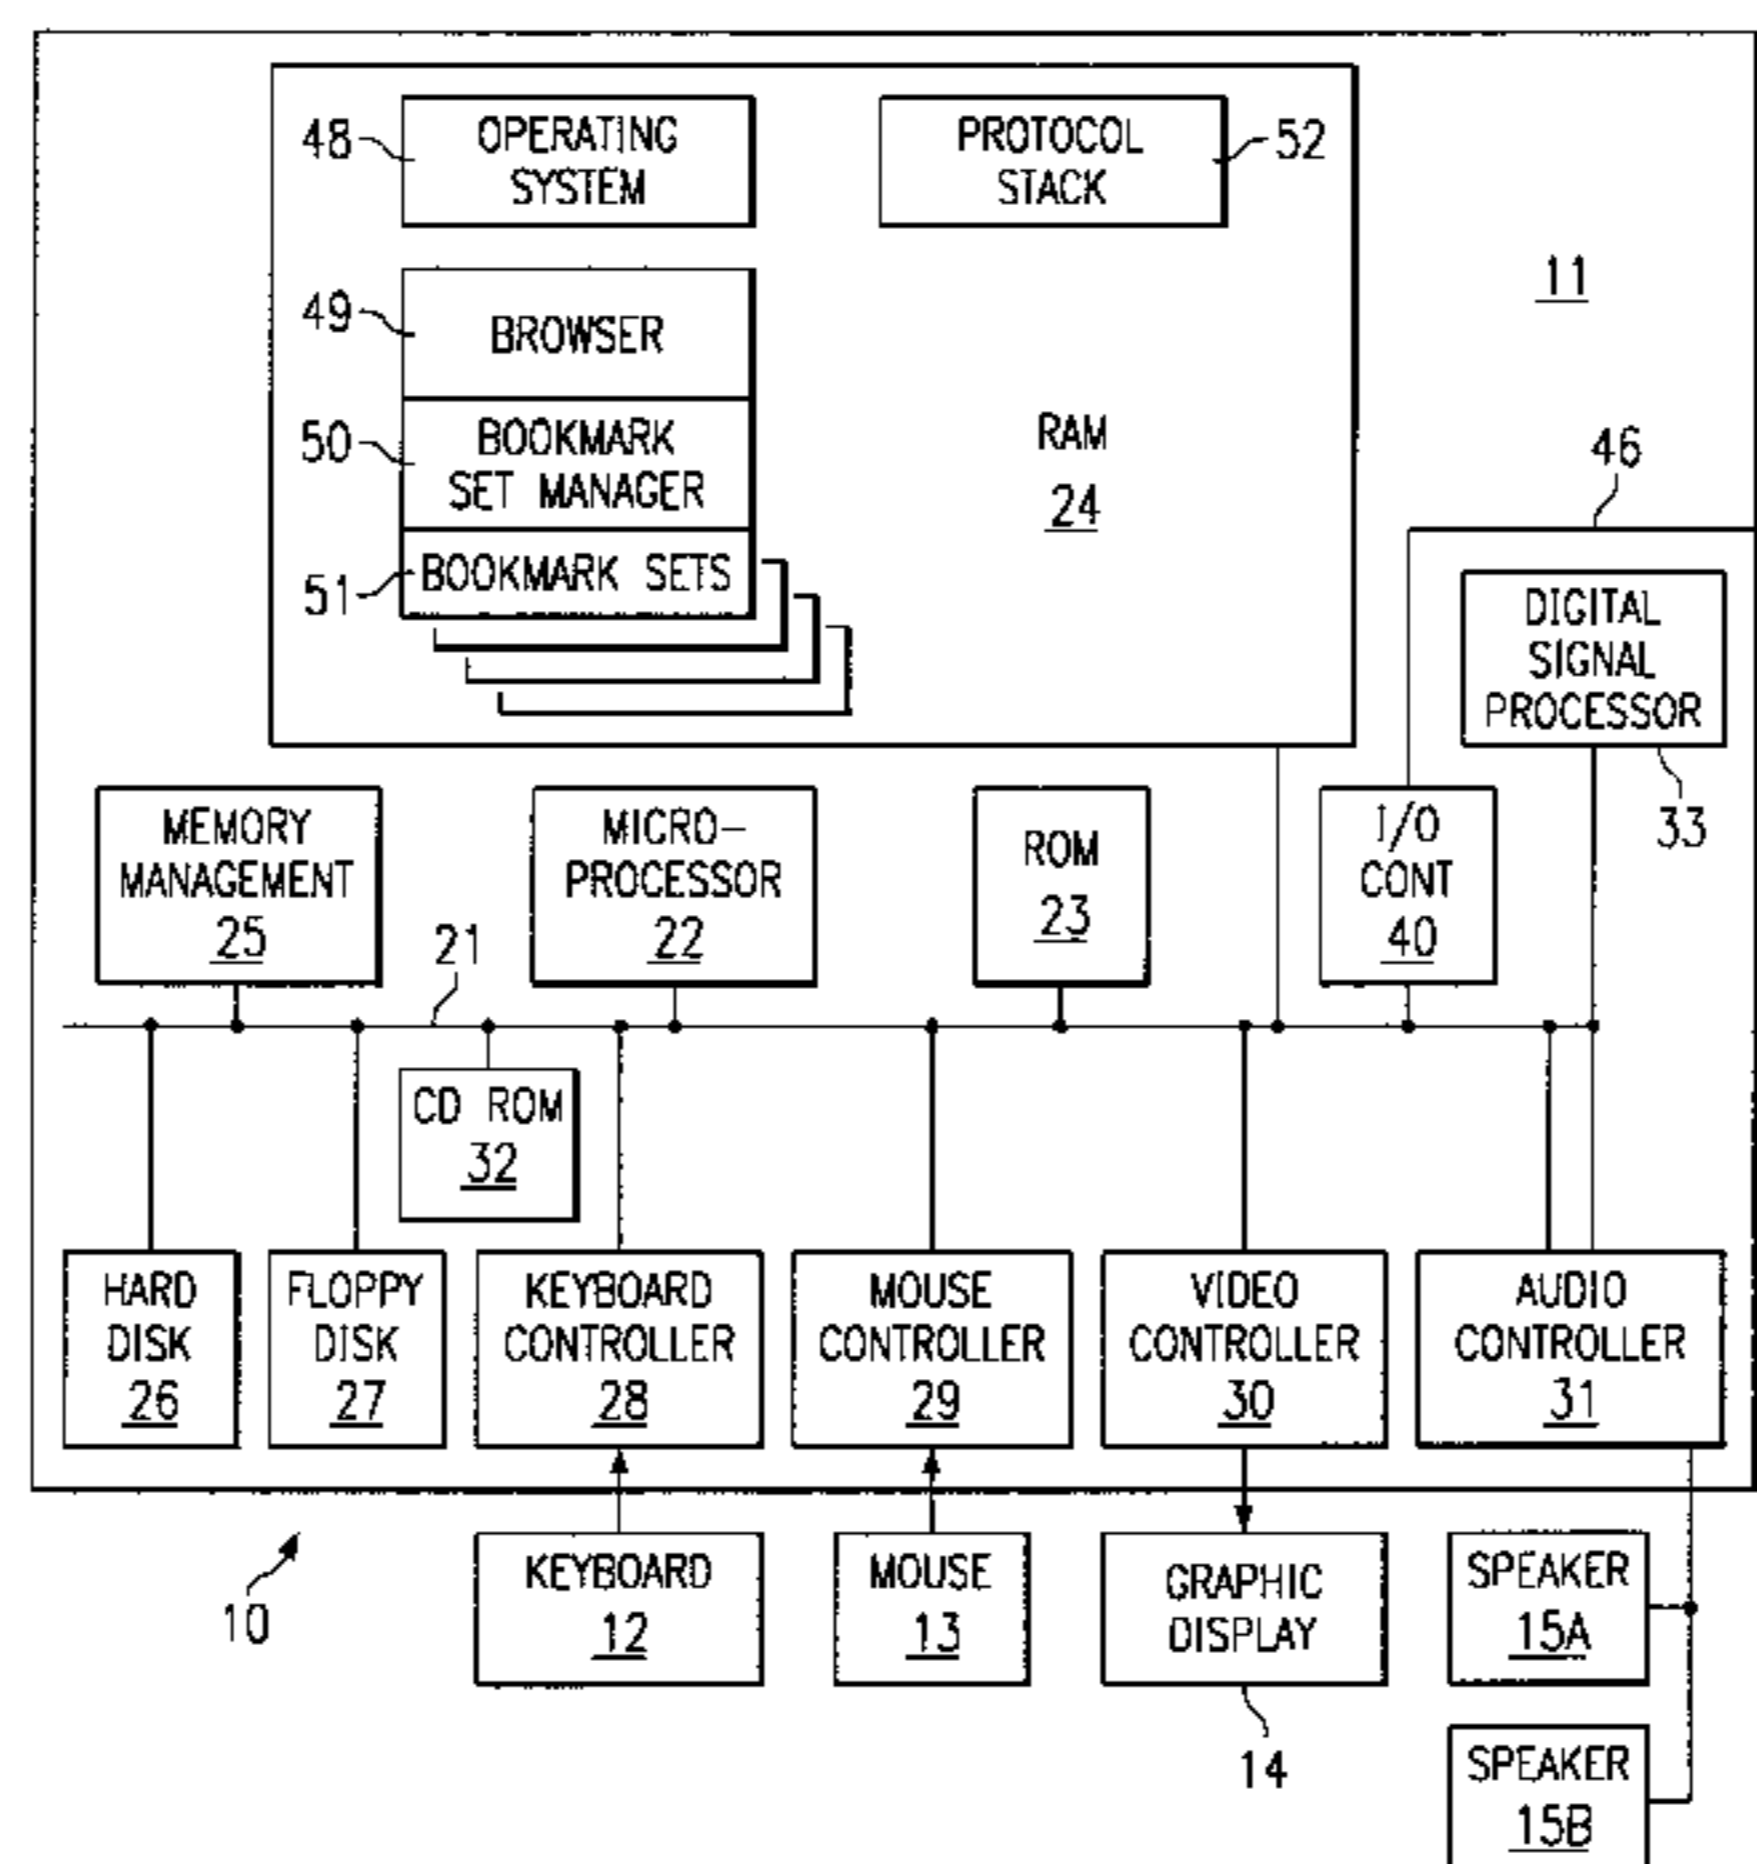 48
OPERATING
SYSTEM
PROTOCOL
STACK
52
11
49
BROWSER
50
BOOKMARK
SET MANAGER
RAM
24
46
51
BOOKMARK SETS
DIGITAL
SIGNAL
PROCESSOR
33
MEMORY
MANAGEMENT
25
MICRO-
PROCESSOR
22
ROM
23
I/O
CONT
40
21
CD ROM
32
HARD
DISK
26
FLOPPY
DISK
27
KEYBOARD
CONTROLLER
28
MOUSE
CONTROLLER
29
VIDEO
CONTROLLER
30
AUDIO
CONTROLLER
31
10
KEYBOARD
12
MOUSE
13
GRAPHIC
DISPLAY
14
SPEAKER
15A
SPEAKER
15B